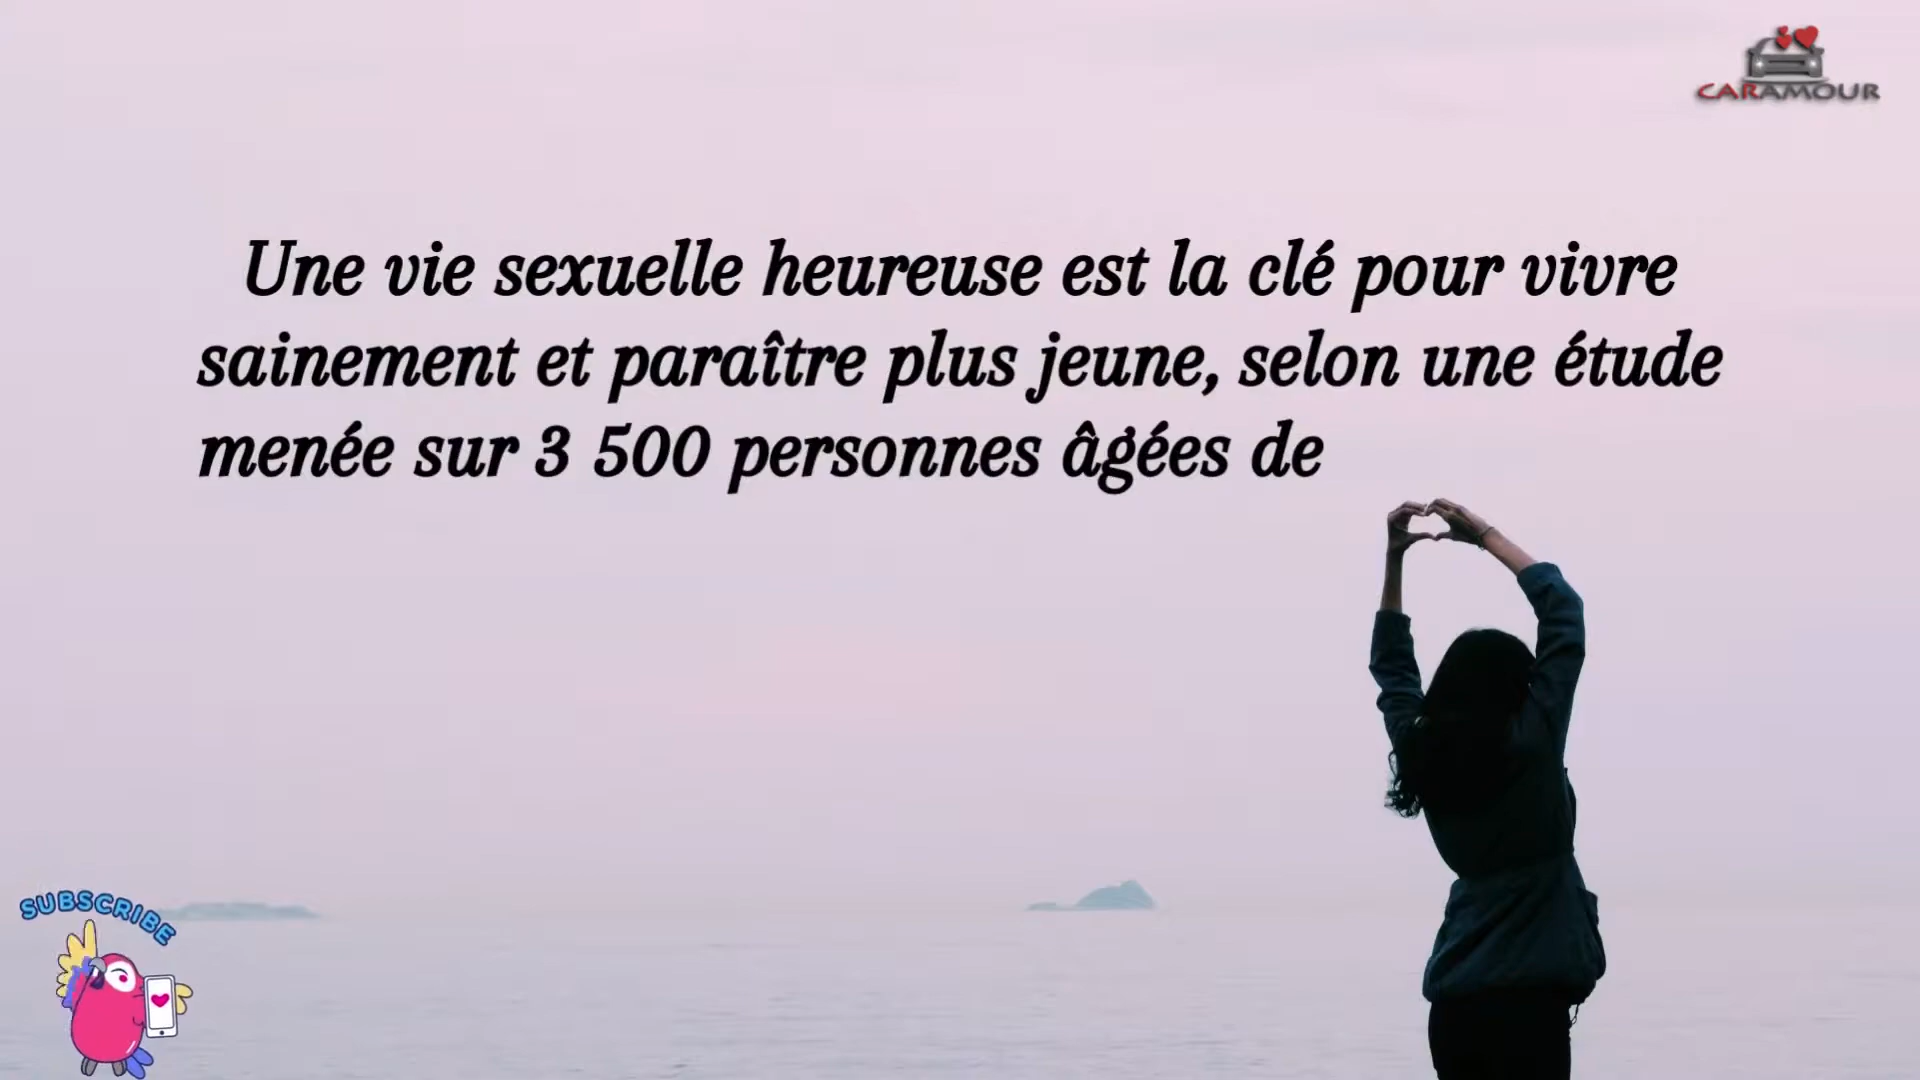 CARAMOUR
Une vie sexuelle heureuse est la clé pour vivre
sainement et paraître plus jeune, selon une étude
menée sur 3 500 personnes âgées de
SUBSCRIBE